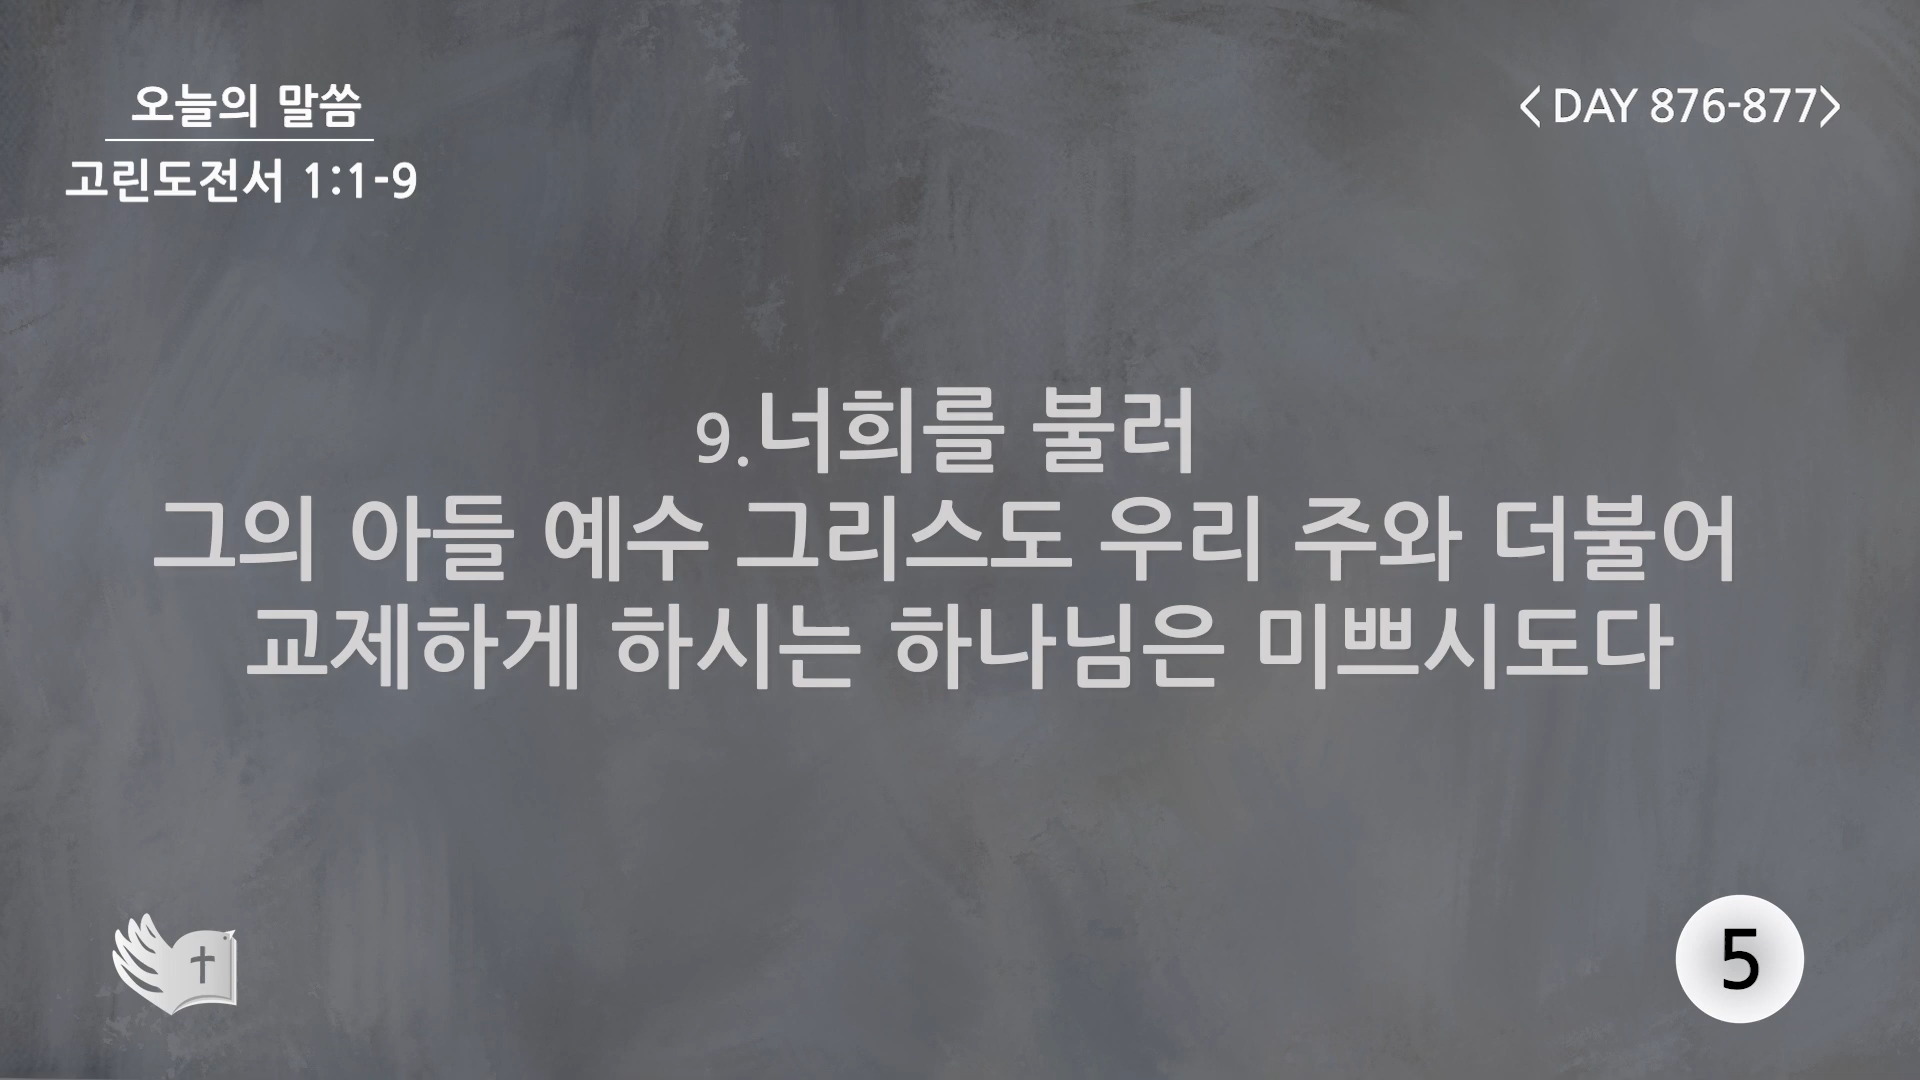 오늘의 말씀
고린도전서 1:1-9
< DAY 876-877>
9.너희를 불러
그의 아들 예수 그리스도 우리 주와 더불어
교제하게 하시는 하나님은 미쁘시도다
5